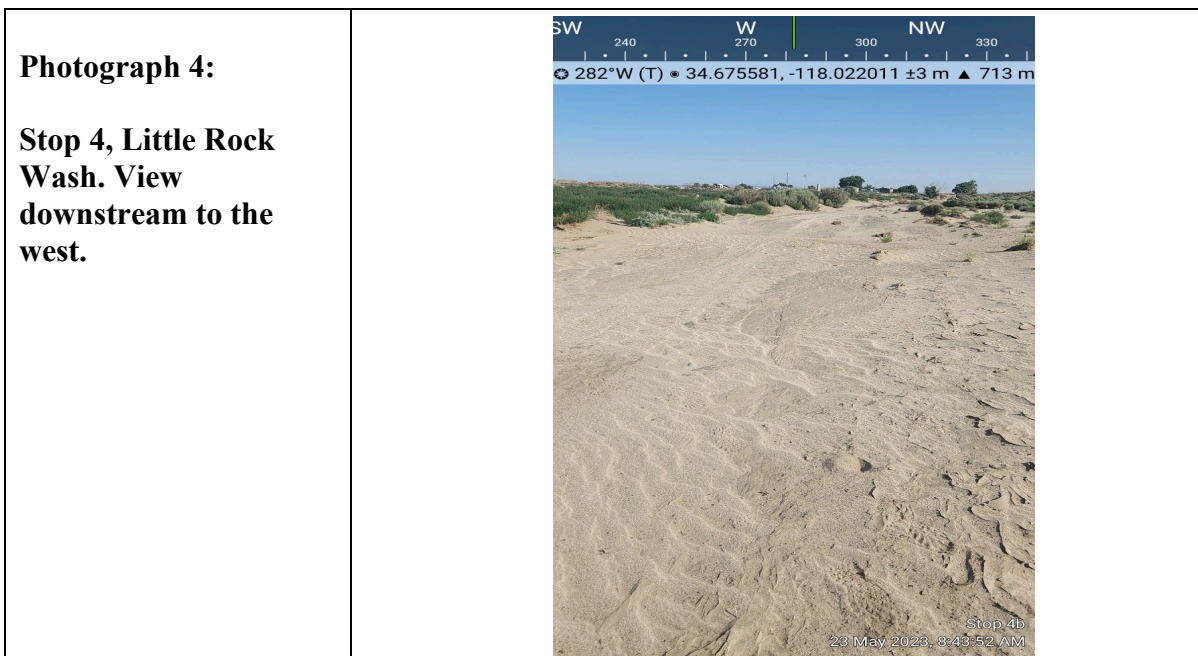 Photograph 4:
Stop 4, Little Rock
Wash. View
downstream to the
west.
SW W NW
240 270 300 330
282°W (T) 34.675581, -118.022011 ±3 m ▲ 713 m
Stop 4b
23 May 2023, 8:43:52 AM